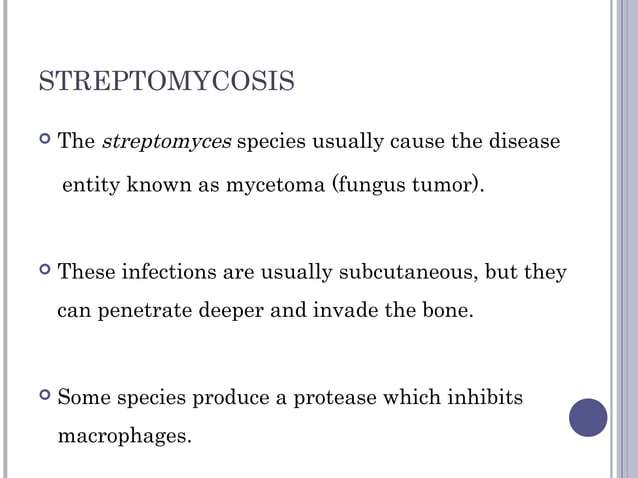 STREPTOMYCOSIS
The streptomyces species usually cause the disease
entity known as mycetoma (fungus tumor).
These infections are usually subcutaneous, but they
can penetrate deeper and invade the bone.
Some species produce a protease which inhibits
macrophages.